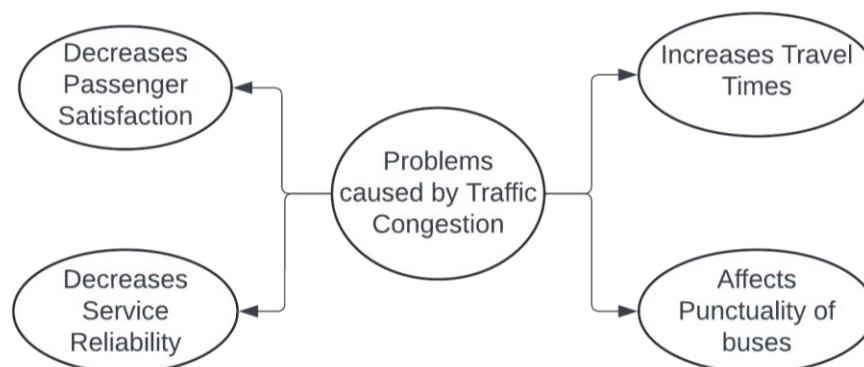 Decreases
Passenger
Satisfaction
Increases Travel
Times
Problems
caused by Traffic
Congestion
Decreases
Service
Reliability
Affects
Punctuality of
buses